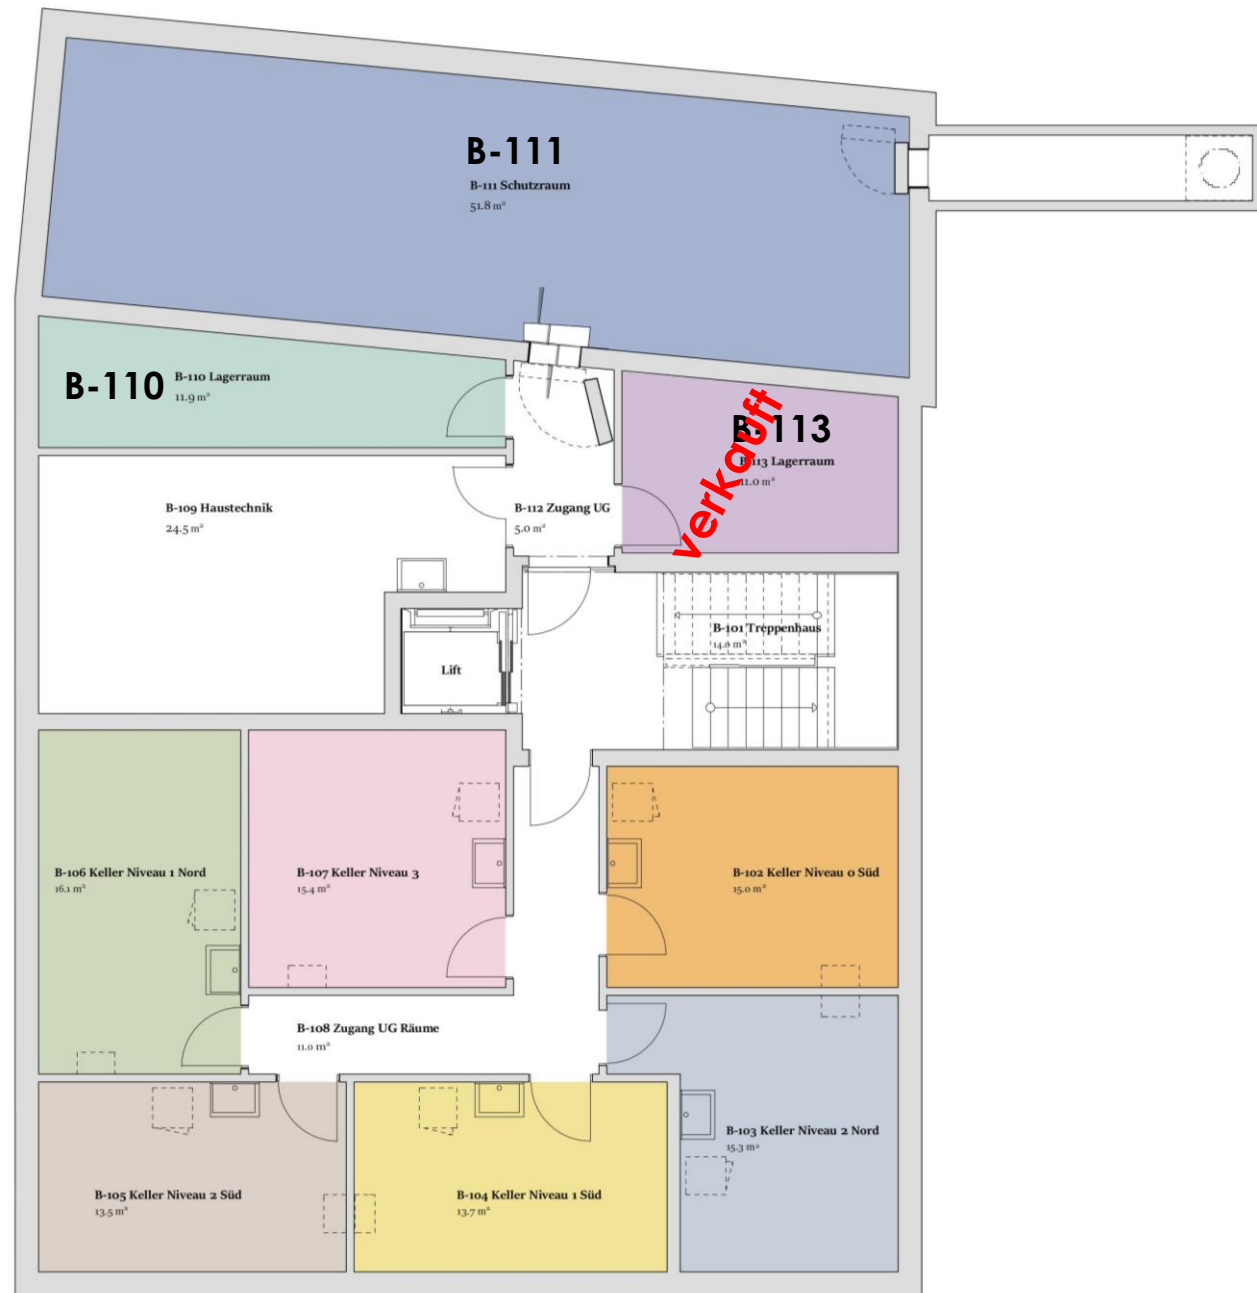 B-111
B-111 Schutzraum
51.8 m²
B-110
B-110 Lagerraum
11.9 m²
B-113
B-113 Lagerraum
11.0 m²
verkauft
B-109 Haustechnik
24.5 m²
B-112 Zugang UG
5.0 m²
B-101 Treppenhaus
14.0 m²
Lift
B-106 Keller Niveau 1 Nord
16.1 m²
B-107 Keller Niveau 3
15.4 m²
B-102 Keller Niveau 0 Süd
15.0 m²
B-108 Zugang UG Räume
11.0 m²
B-103 Keller Niveau 2 Nord
15.3 m²
B-105 Keller Niveau 2 Süd
13.5 m²
B-104 Keller Niveau 1 Süd
13.7 m²